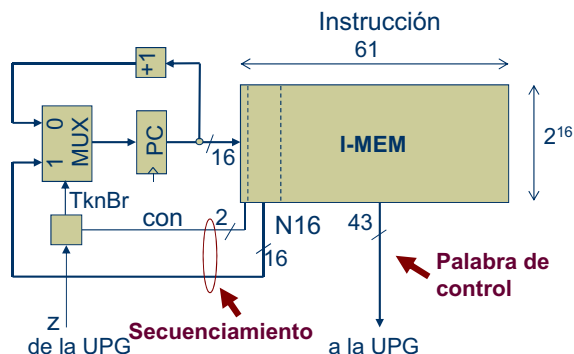 Instrucción
61
+1
0
1
MUX
PC
16
I-MEM
2^16
TknBr
con
2
N16
16
43
Palabra de
control
z
de la UPG
Secuenciamiento
a la UPG